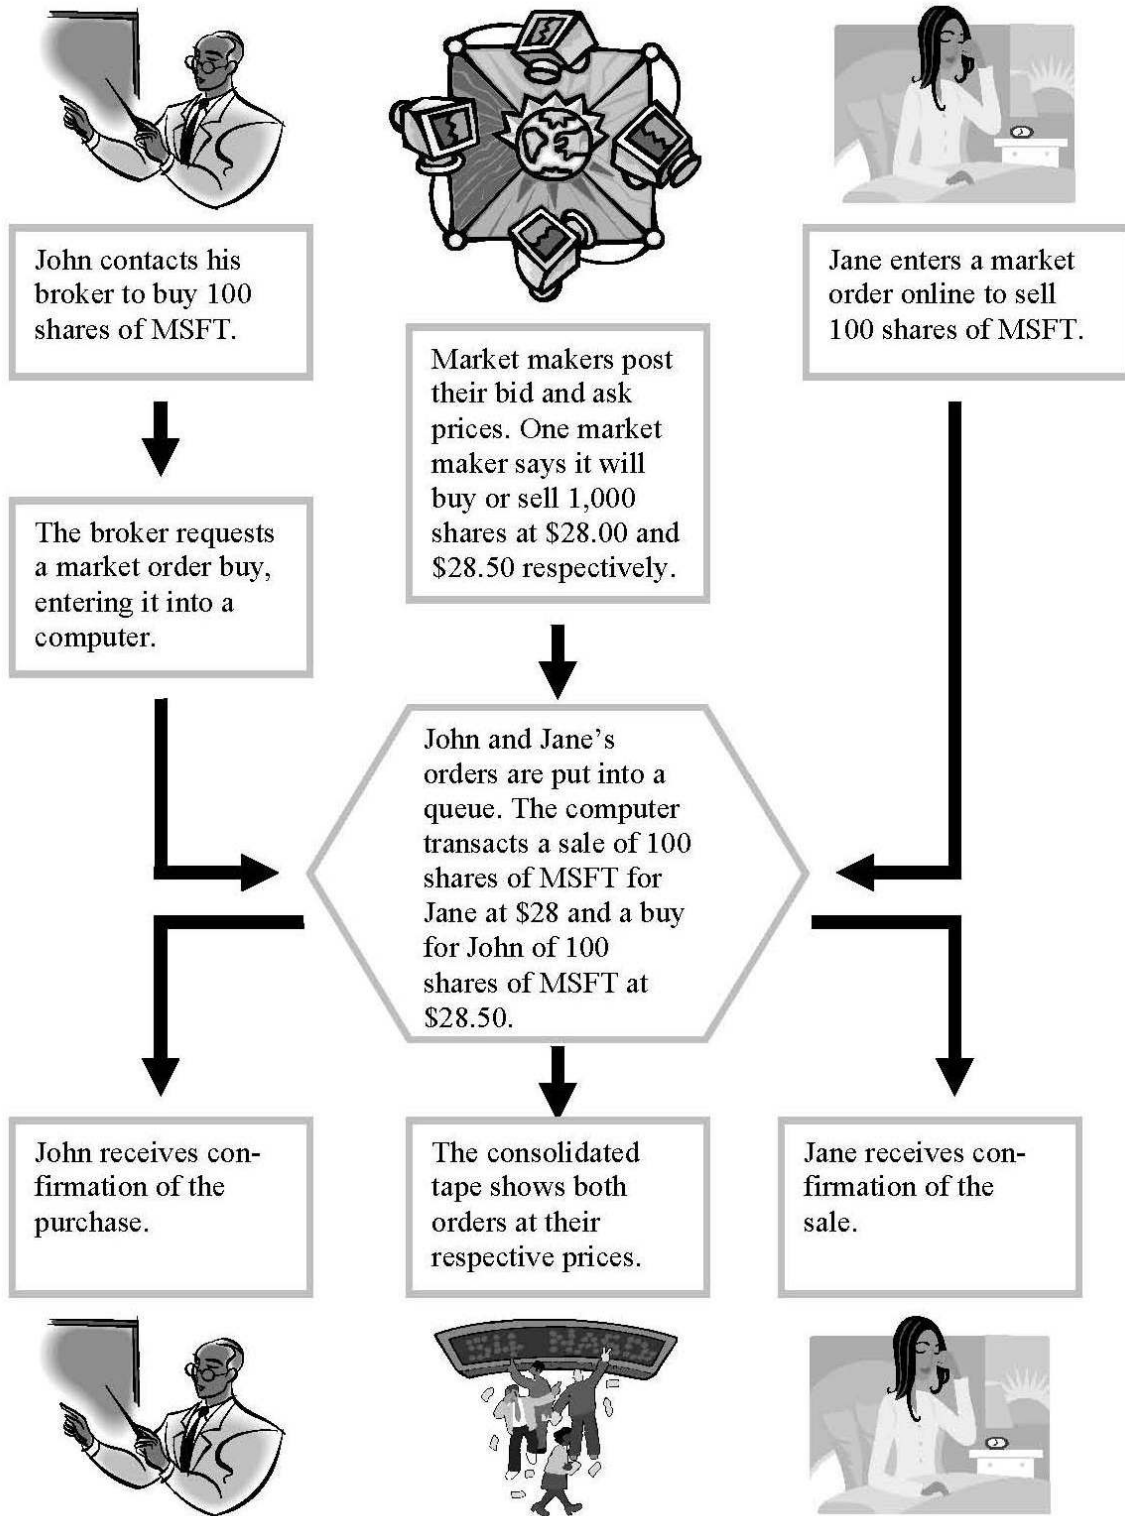 John contacts his
broker to buy 100
shares of MSFT.
Market makers post
their bid and ask
prices. One market
maker says it will
buy or sell 1,000
shares at $28.00 and
$28.50 respectively.
Jane enters a market
order online to sell
100 shares of MSFT.
The broker requests
a market order buy,
entering it into a
computer.
John and Jane’s
orders are put into a
queue. The computer
transacts a sale of 100
shares of MSFT for
Jane at $28 and a buy
for John of 100
shares of MSFT at
$28.50.
John receives con-
firmation of the
purchase.
The consolidated
tape shows both
orders at their
respective prices.
Jane receives con-
firmation of the
sale.